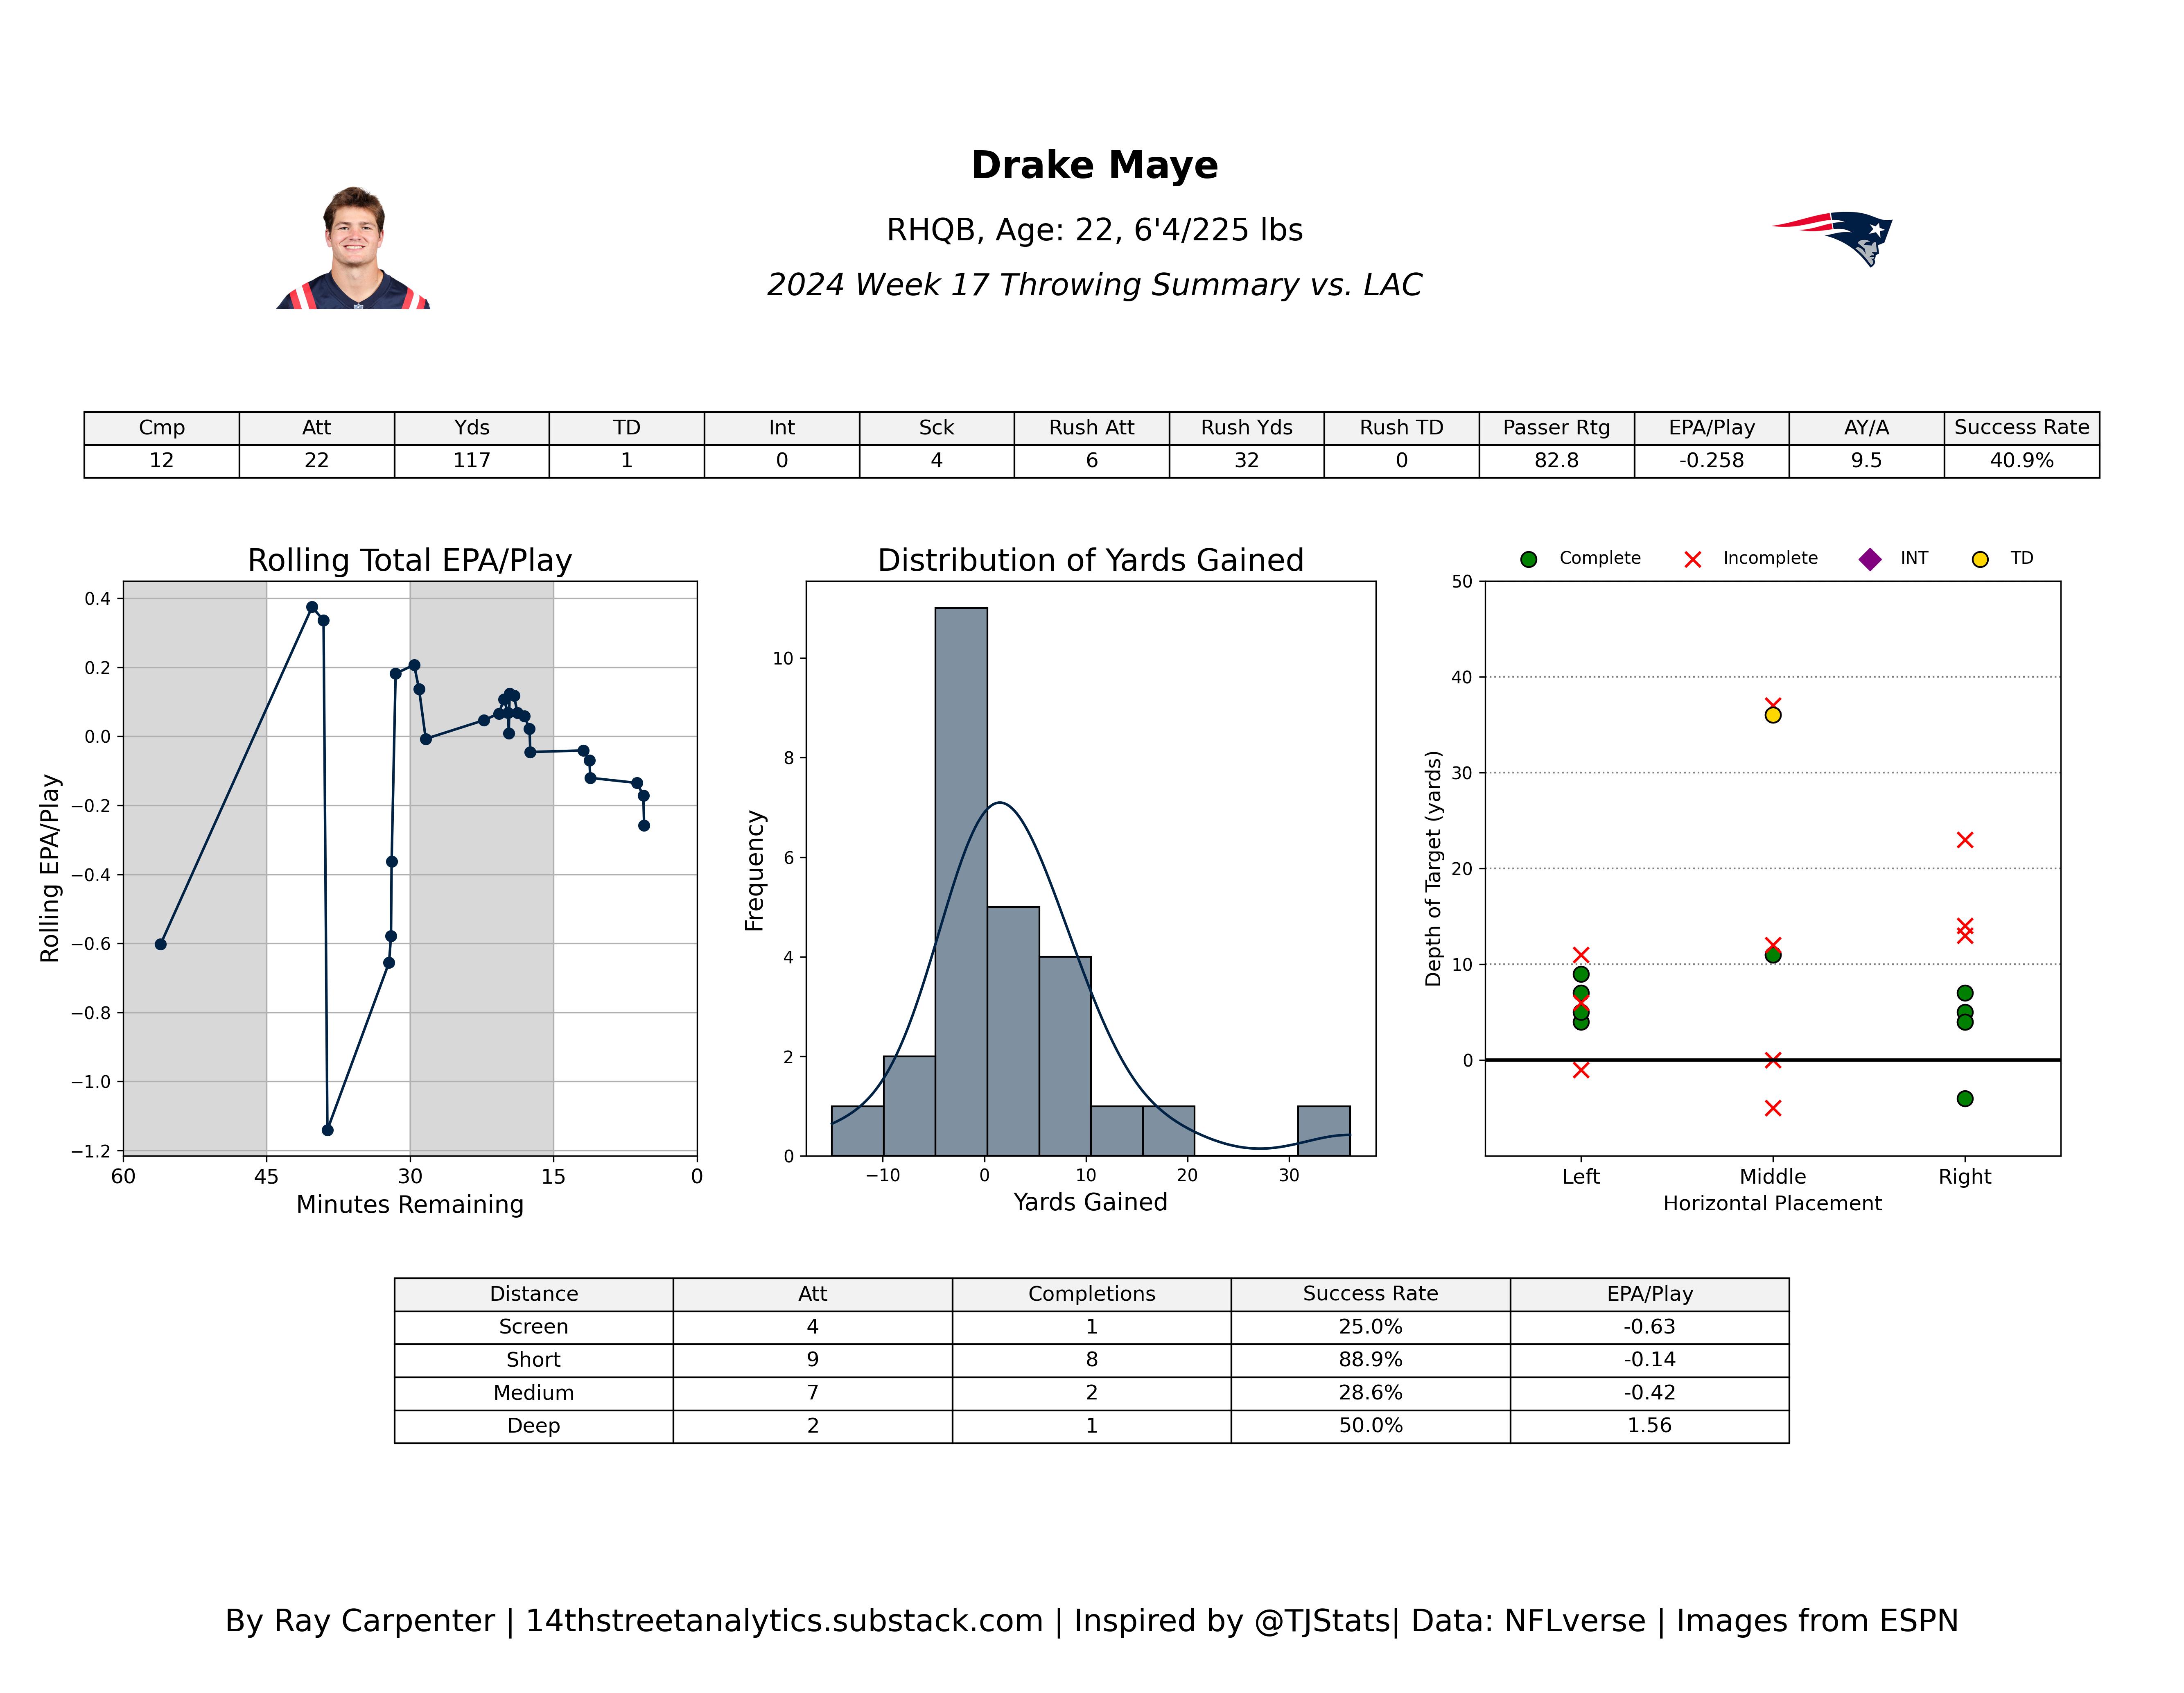 Drake Maye
RHQB, Age: 22, 6'4/225 lbs
2024 Week 17 Throwing Summary vs. LAC
Cmp Att Yds TD Int Sck Rush Att Rush Yds Rush TD Passer Rtg EPA/Play AY/A Success Rate
12 22 117 1 0 4 6 32 0 82.8 -0.258 9.5 40.9%
Rolling Total EPA/Play
0.4
0.2
0.0
−0.2
−0.4
−0.6
−0.8
−1.0
−1.2
Rolling EPA/Play
60 45 30 15 0
Minutes Remaining
Distribution of Yards Gained
10
8
6
4
2
0
Frequency
−10 0 10 20 30
Yards Gained
Complete Incomplete INT TD
50
40
30
20
10
0
Depth of Target (yards)
Left Middle Right
Horizontal Placement
Distance Att Completions Success Rate EPA/Play
Screen 4 1 25.0% -0.63
Short 9 8 88.9% -0.14
Medium 7 2 28.6% -0.42
Deep 2 1 50.0% 1.56
By Ray Carpenter | 14thstreetanalytics.substack.com | Inspired by @TJStats| Data: NFLverse | Images from ESPN